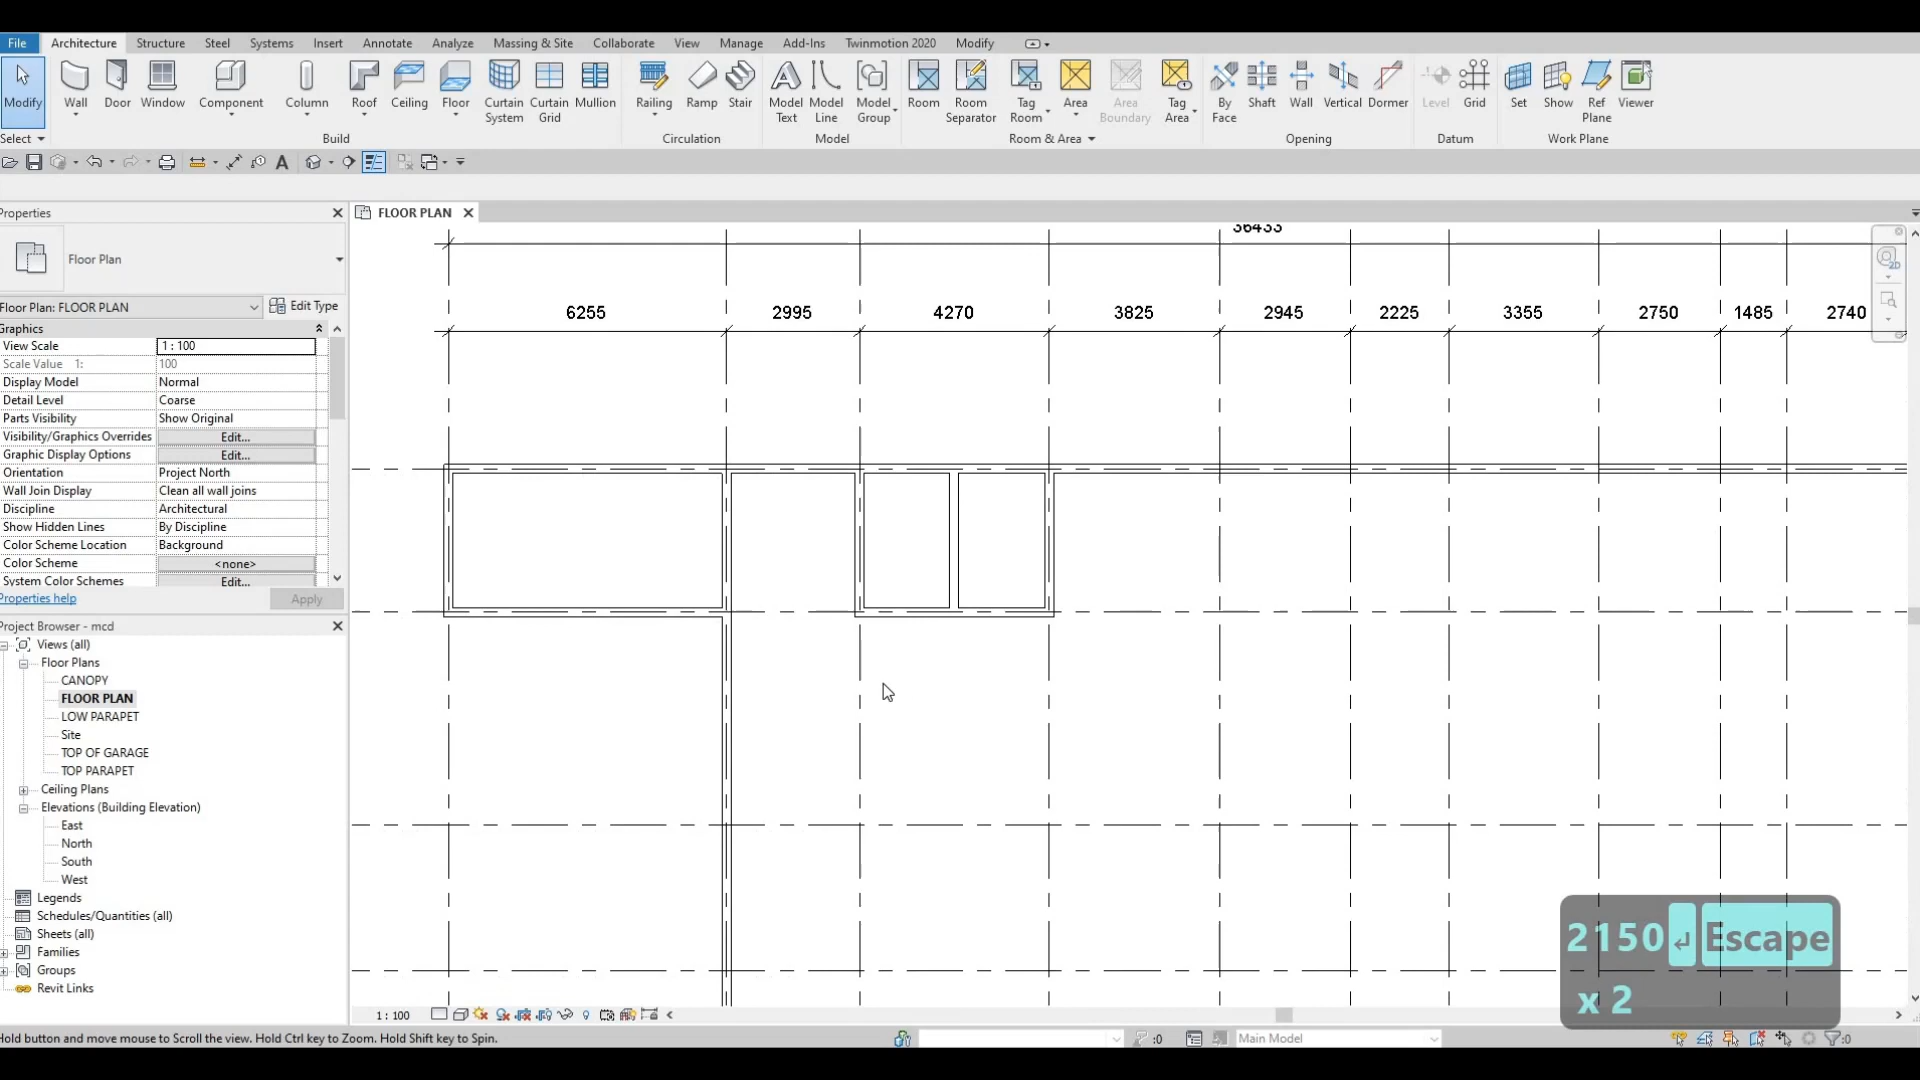 File Architecture Structure Steel Systems Insert Annotate Analyze Massing & Site Collaborate View Manage Add-Ins Twinmotion 2020 Modify
Modify Wall Door Window Component Column Roof Ceiling Floor Curtain System Curtain Grid Mullion Railing Ramp Stair Model Text Model Line Model Group Room Room Separator Tag Room Area Area Boundary Tag Area By Face Shaft Wall Vertical Dormer Level Grid Set Show Ref Plane Viewer
Select Build Circulation Model Room & Area Opening Datum Work Plane
Properties
FLOOR PLAN
Floor Plan
Floor Plan: FLOOR PLAN Edit Type
Graphics
View Scale 1 : 100
Scale Value 1: 100
Display Model Normal
Detail Level Coarse
Parts Visibility Show Original
Visibility/Graphics Overrides Edit...
Graphic Display Options Edit...
Orientation Project North
Wall Join Display Clean all wall joins
Discipline Architectural
Show Hidden Lines By Discipline
Color Scheme Location Background
Color Scheme <none>
System Color Schemes Edit...
Properties help Apply
Project Browser - mcd
Views (all)
Floor Plans
CANOPY
FLOOR PLAN
LOW PARAPET
Site
TOP OF GARAGE
TOP PARAPET
Ceiling Plans
Elevations (Building Elevation)
East
North
South
West
Legends
Schedules/Quantities (all)
Sheets (all)
Families
Groups
Revit Links
36433
6255 2995 4270 3825 2945 2225 3355 2750 1485 2740
2D
2150 ↵ Escape
x 2
1 : 100
Hold button and move mouse to Scroll the view. Hold Ctrl key to Zoom. Hold Shift key to Spin.
:0 Main Model :0